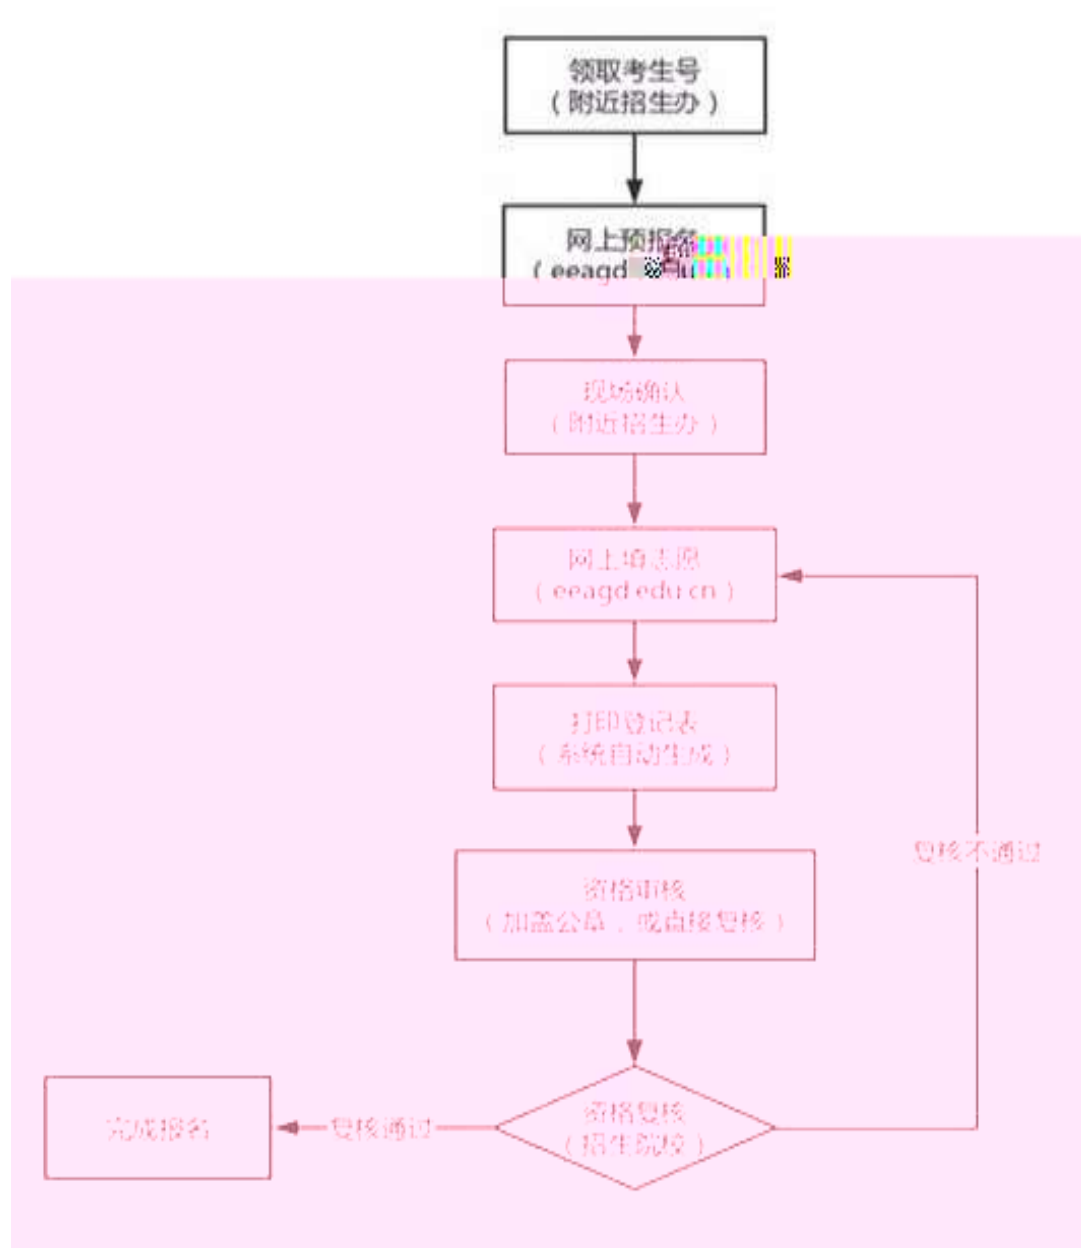 领取考生号
（附近招生办）
网上预报名
（eeagd
现场确认
（附近招生办）
网上填志愿
（eeagd.edu.cn）
打印登记表
（系统自动生成）
复核不通过
资格审核
（加盖公章，或直接复核）
资格复核
（招生院校）
复核通过
完成报名